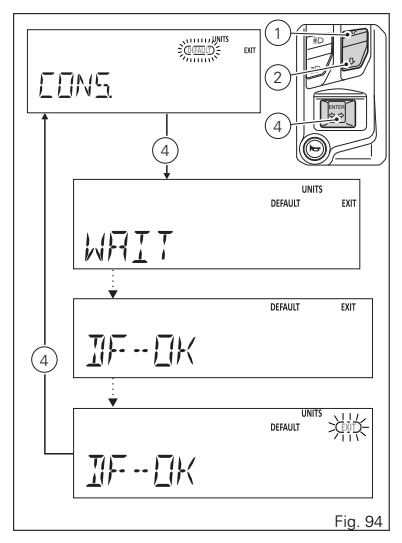 UNITS
DEFAULT
EXIT
CONS.
1
2
ENTER
4
4
UNITS
DEFAULT EXIT
WAIT
DEFAULT EXIT
DF--OK
4
UNITS
DEFAULT EXIT
DF--OK
Fig. 94